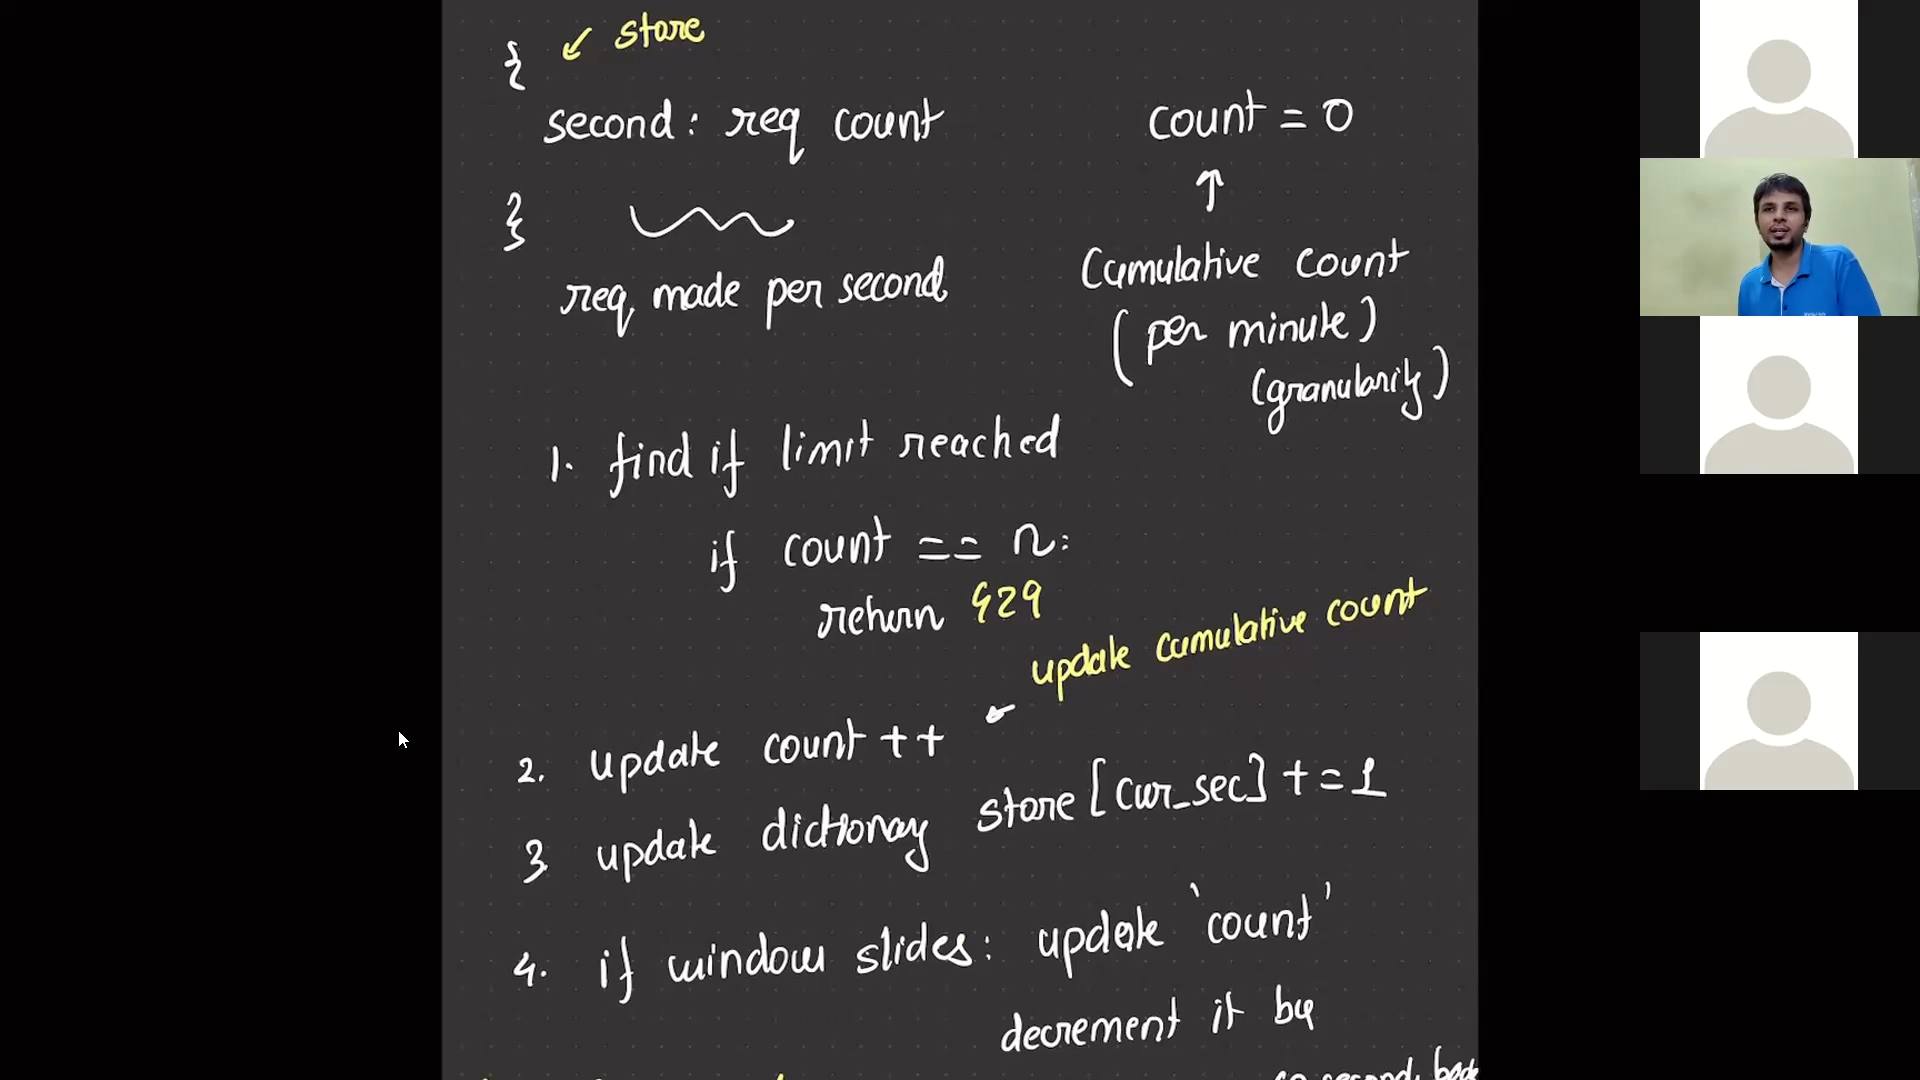 { ↙ store
second: req count
}
req made per second
count = 0
↑
Cumulative count
(per minute)
(granularity)
1. find if limit reached
if count == n:
return 429
update cumulative count
2. update count ++
3 update dictionary store[cur_sec] += 1
4. if window slides: update 'count'
decrement it by